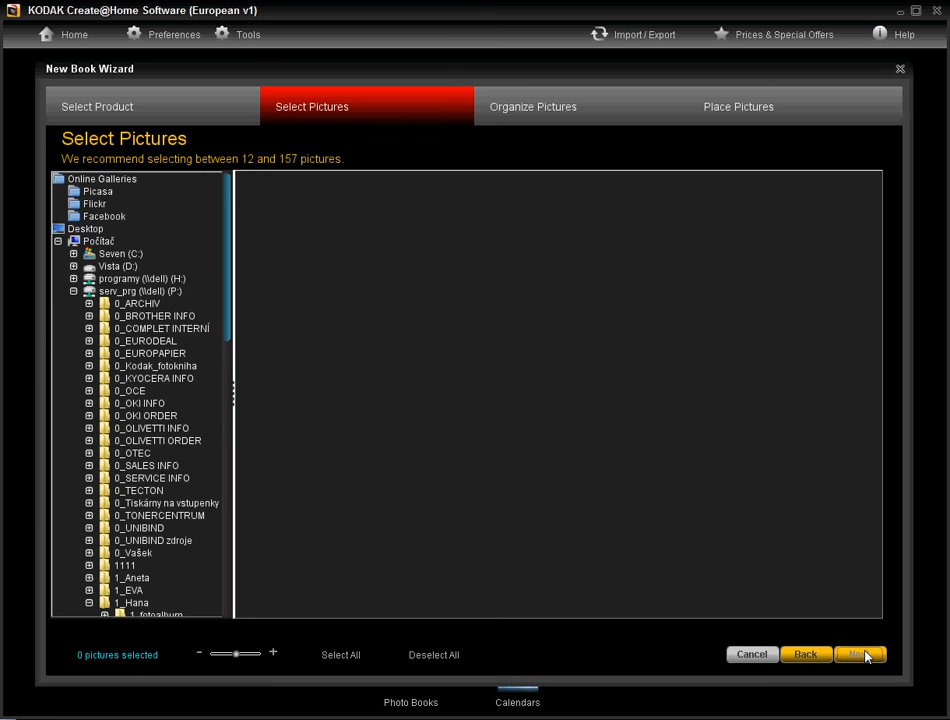 KODAK Create@Home Software (European v1)
Home Preferences Tools Import / Export Prices & Special Offers Help
New Book Wizard
Select Product Select Pictures Organize Pictures Place Pictures
Select Pictures
We recommend selecting between 12 and 157 pictures.
Online Galleries
Picasa
Flickr
Facebook
Desktop
Počítač
Seven (C:)
Vista (D:)
programy (\\dell) (H:)
serv_prg (\\dell) (P:)
0_ARCHIV
0_BROTHER INFO
0_COMPLET INTERNÍ
0_EURODEAL
0_EUROPAPIER
0_Kodak_fotokniha
0_KYOCERA INFO
0_OCE
0_OKI INFO
0_OKI ORDER
0_OLIVETTI INFO
0_OLIVETTI ORDER
0_OTEC
0_SALES INFO
0_SERVICE INFO
0_TECTON
0_Tiskárny na vstupenky
0_TONERCENTRUM
0_UNIBIND
0_UNIBIND zdroje
0_Vašek
1111
1_Aneta
1_EVA
1_Hana
1_fotoalbum
0 pictures selected - + Select All Deselect All Cancel Back
Photo Books Calendars